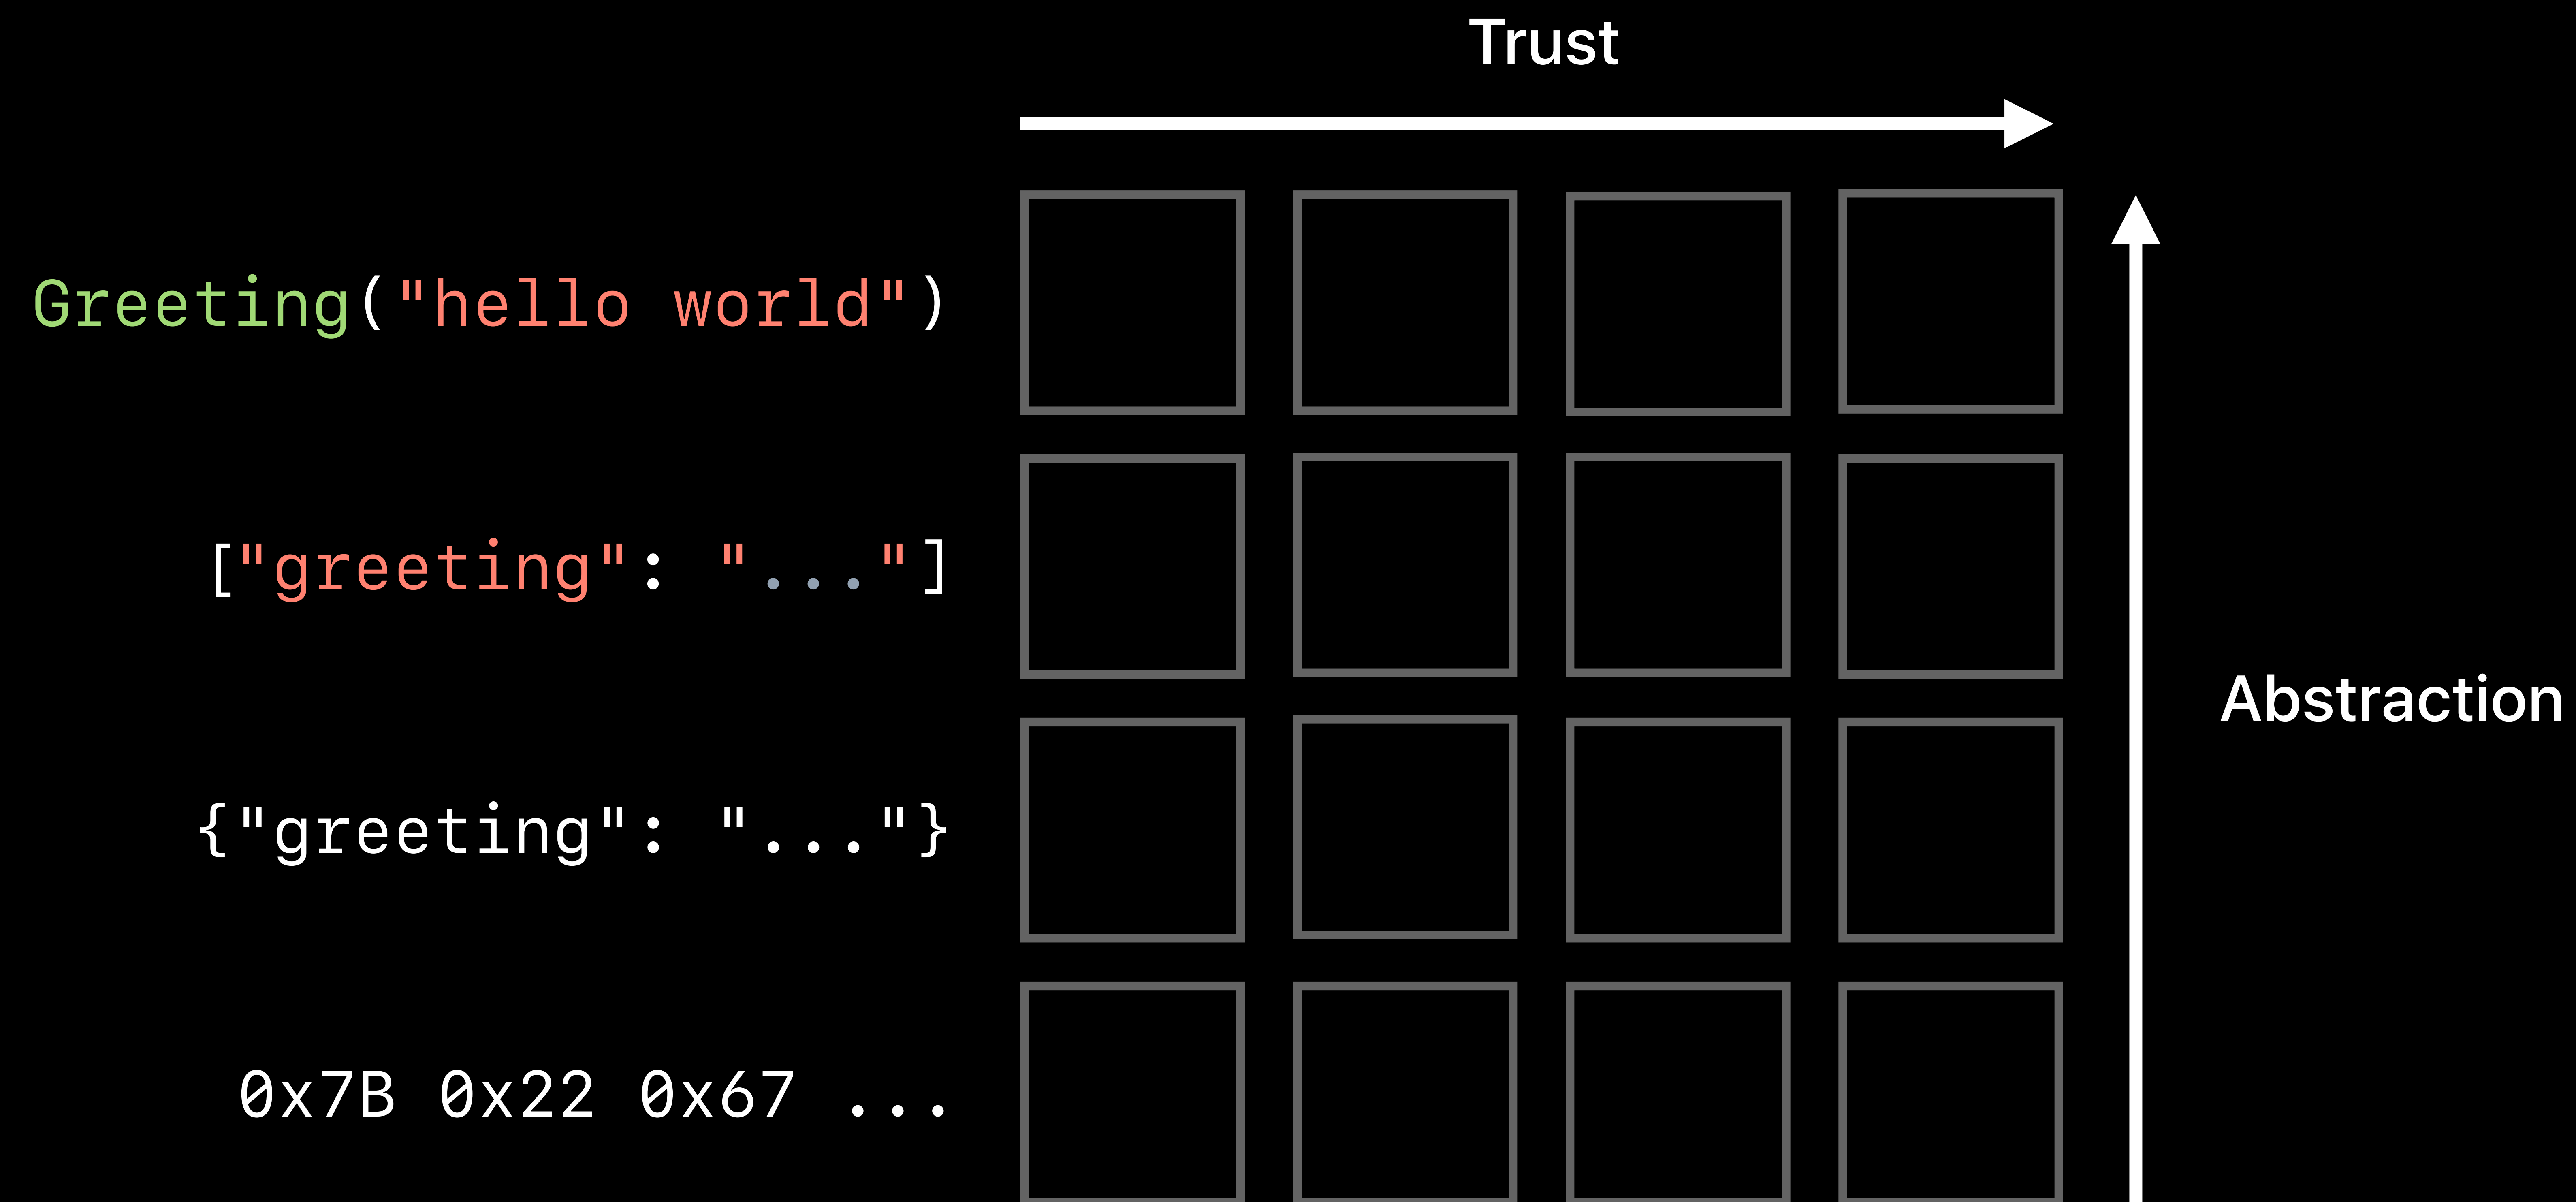 Trust
Greeting("hello world")
["greeting": "..."]
Abstraction
{"greeting": "..."}
0x7B 0x22 0x67 ...